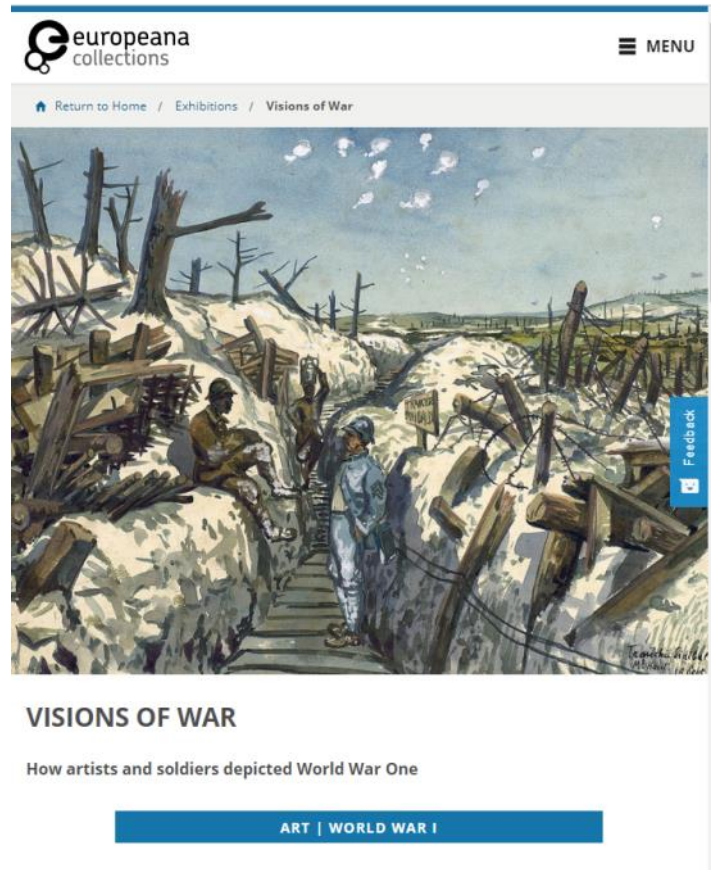 europeana
collections
MENU
Return to Home / Exhibitions / Visions of War
Feedback
VISIONS OF WAR
How artists and soldiers depicted World War One
ART | WORLD WAR I